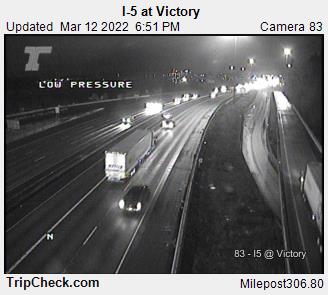 I-5 at Victory
Updated Mar 12 2022 6:51 PM Camera 83
T
LOW PRESSURE
N
83 - I5 @ Victory
TripCheck.com Milepost306.80